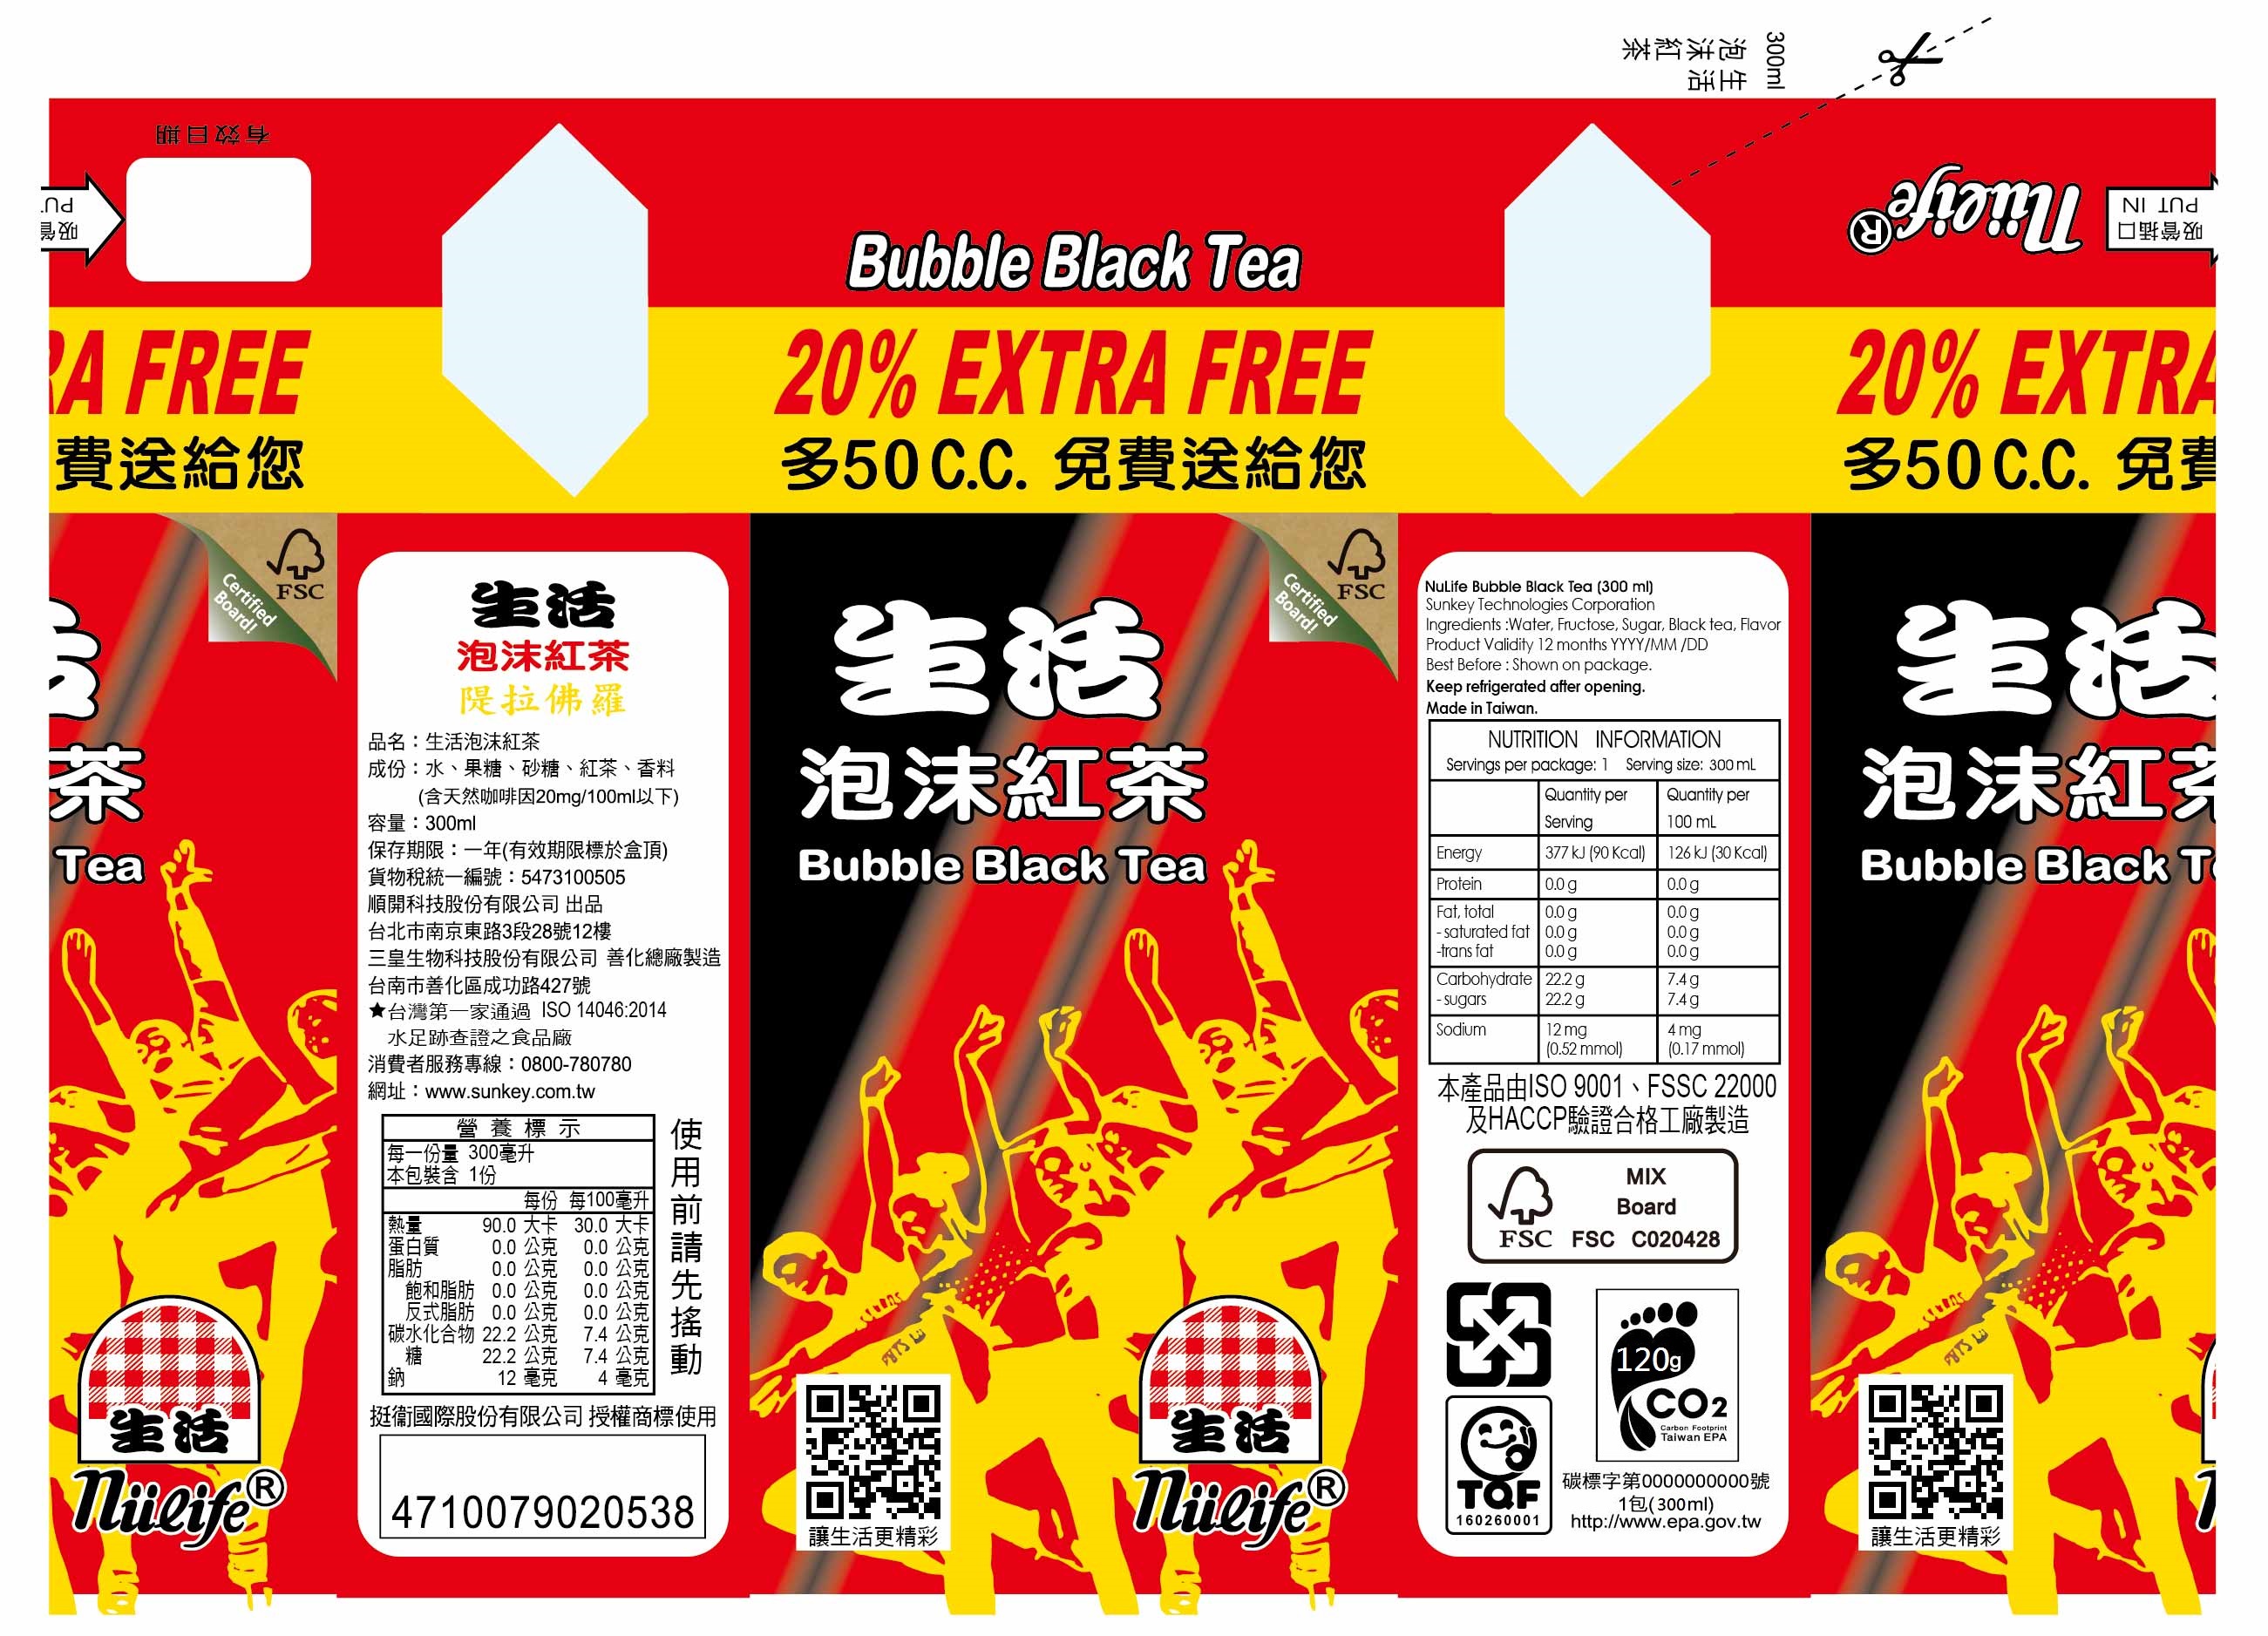 300ml
生活
泡沫紅茶
有效日期
吸管
PUT
Nülife®
吸管插口
PUT IN
Bubble Black Tea
RA FREE
費送給您
20% EXTRA FREE
多50C.C. 免費送給您
20% EXTRA
多50C.C. 免費
FSC
Certified
Board!
茶
Tea
生活
Nülife®
生活
泡沫紅茶
隄拉佛羅
品名：生活泡沫紅茶
成份：水、果糖、砂糖、紅茶、香料
(含天然咖啡因20mg/100ml以下)
容量：300ml
保存期限：一年(有效期限標於盒頂)
貨物稅統一編號：5473100505
順開科技股份有限公司 出品
台北市南京東路3段28號12樓
三皇生物科技股份有限公司 善化總廠製造
台南市善化區成功路427號
★台灣第一家通過 ISO 14046:2014
水足跡查證之食品廠
消費者服務專線：0800-780780
網址：www.sunkey.com.tw
營養標示
每一份量 300毫升
本包裝含 1份
每份 每100毫升
熱量 90.0 大卡 30.0 大卡
蛋白質 0.0 公克 0.0 公克
脂肪 0.0 公克 0.0 公克
飽和脂肪 0.0 公克 0.0 公克
反式脂肪 0.0 公克 0.0 公克
碳水化合物 22.2 公克 7.4 公克
糖 22.2 公克 7.4 公克
鈉 12 毫克 4 毫克
使用前請先搖動
挺衛國際股份有限公司 授權商標使用
4710079020538
FSC
Certified
Board!
生活
泡沫紅茶
Bubble Black Tea
讓生活更精彩
生活
Nülife®
NuLife Bubble Black Tea (300 ml)
Sunkey Technologies Corporation
Ingredients :Water, Fructose, Sugar, Black tea, Flavor
Product Validity 12 months YYYY/MM /DD
Best Before : Shown on package.
Keep refrigerated after opening.
Made in Taiwan.
NUTRITION INFORMATION
Servings per package: 1 Serving size: 300 mL
Quantity per Serving Quantity per 100 mL
Energy 377 kJ (90 Kcal) 126 kJ (30 Kcal)
Protein 0.0 g 0.0 g
Fat, total 0.0 g 0.0 g
- saturated fat 0.0 g 0.0 g
-trans fat 0.0 g 0.0 g
Carbohydrate 22.2 g 7.4 g
- sugars 22.2 g 7.4 g
Sodium 12 mg 4 mg
(0.52 mmol) (0.17 mmol)
本產品由ISO 9001、FSSC 22000
及HACCP驗證合格工廠製造
MIX
Board
FSC FSC C020428
120g
CO2
Carbon Footprint
Taiwan EPA
TQF
160260001
碳標字第0000000000號
1包(300ml)
http://www.epa.gov.tw
生活
泡沫紅茶
Bubble Black T
讓生活更精彩